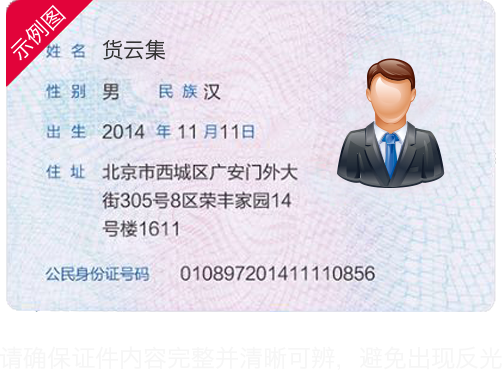 示例图
姓 名 货云集
性 别 男 民 族 汉
出 生 2014 年 11 月 11日
住 址 北京市西城区广安门外大
街305号8区荣丰家园14
号楼1611
公民身份证号码 010897201411110856
请确保证件内容完整并清晰可辨，避免出现反光